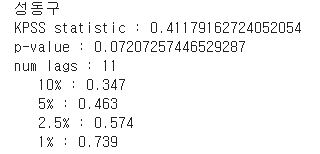 성동구
KPSS statistic : 0.41179162724052054
p-value : 0.07207257446529287
num lags : 11
10% : 0.347
5% : 0.463
2.5% : 0.574
1% : 0.739